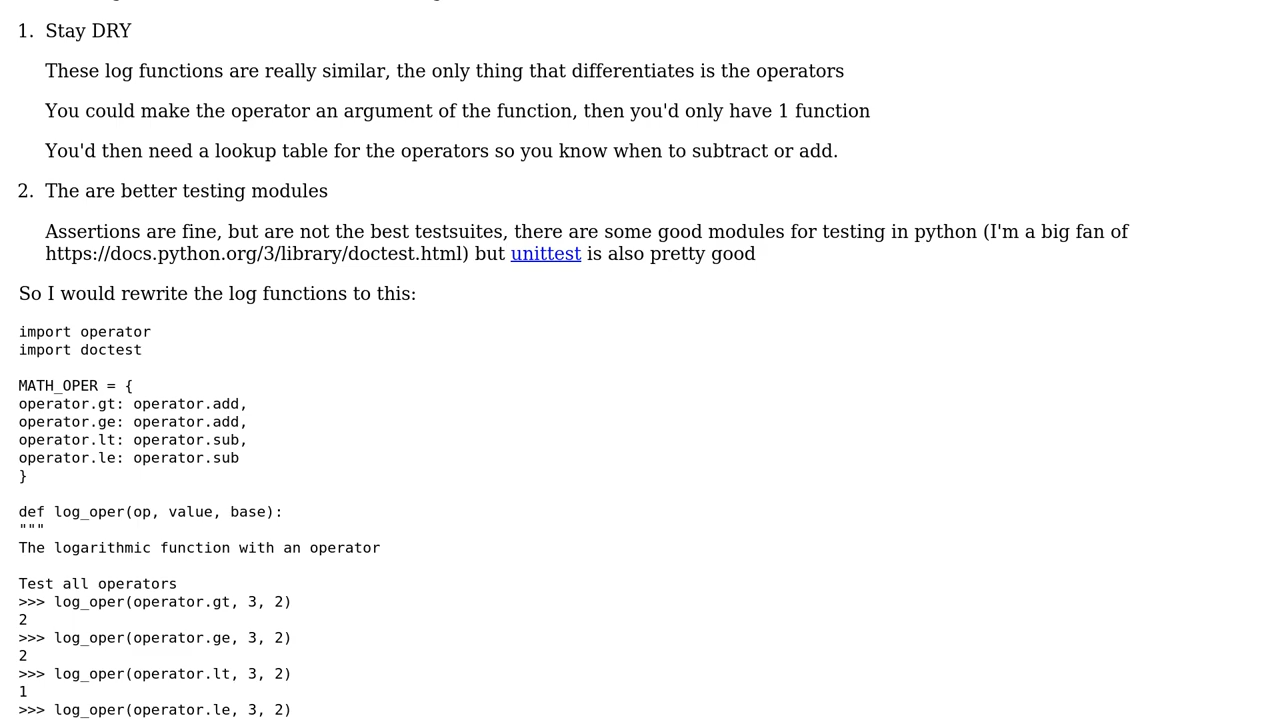 1. Stay DRY
These log functions are really similar, the only thing that differentiates is the operators
You could make the operator an argument of the function, then you'd only have 1 function
You'd then need a lookup table for the operators so you know when to subtract or add.
2. The are better testing modules
Assertions are fine, but are not the best testsuites, there are some good modules for testing in python (I'm a big fan of
https://docs.python.org/3/library/doctest.html) but unittest is also pretty good
So I would rewrite the log functions to this:
import operator
import doctest
MATH_OPER = {
operator.gt: operator.add,
operator.ge: operator.add,
operator.lt: operator.sub,
operator.le: operator.sub
}
def log_oper(op, value, base):
"""
The logarithmic function with an operator
Test all operators
>>> log_oper(operator.gt, 3, 2)
2
>>> log_oper(operator.ge, 3, 2)
2
>>> log_oper(operator.lt, 3, 2)
1
>>> log_oper(operator.le, 3, 2)